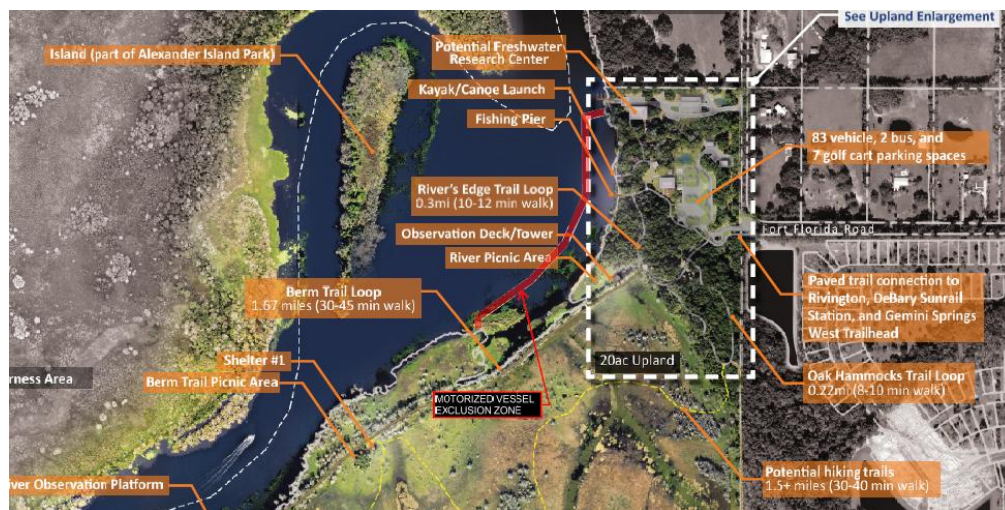 See Upland Enlargement
Island (part of Alexander Island Park)
Potential Freshwater
Research Center
Kayak/Canoe Launch
Fishing Pier
83 vehicle, 2 bus, and
7 golf cart parking spaces
River's Edge Trail Loop
0.3mi (10-12 min walk)
Observation Deck/Tower
River Picnic Area
Fort Florida Road
Berm Trail Loop
1.67 miles (30-45 min walk)
Paved trail connection to
Rivington, DeBary Sunrail
Station, and Gemini Springs
West Trailhead
Shelter #1
20ac Upland
erness Area
Berm Trail Picnic Area
Oak Hammocks Trail Loop
0.22mi (8-10 min walk)
MOTORIZED VESSEL
EXCLUSION ZONE
iver Observation Platform
Potential hiking trails
1.5+ miles (30-40 min walk)